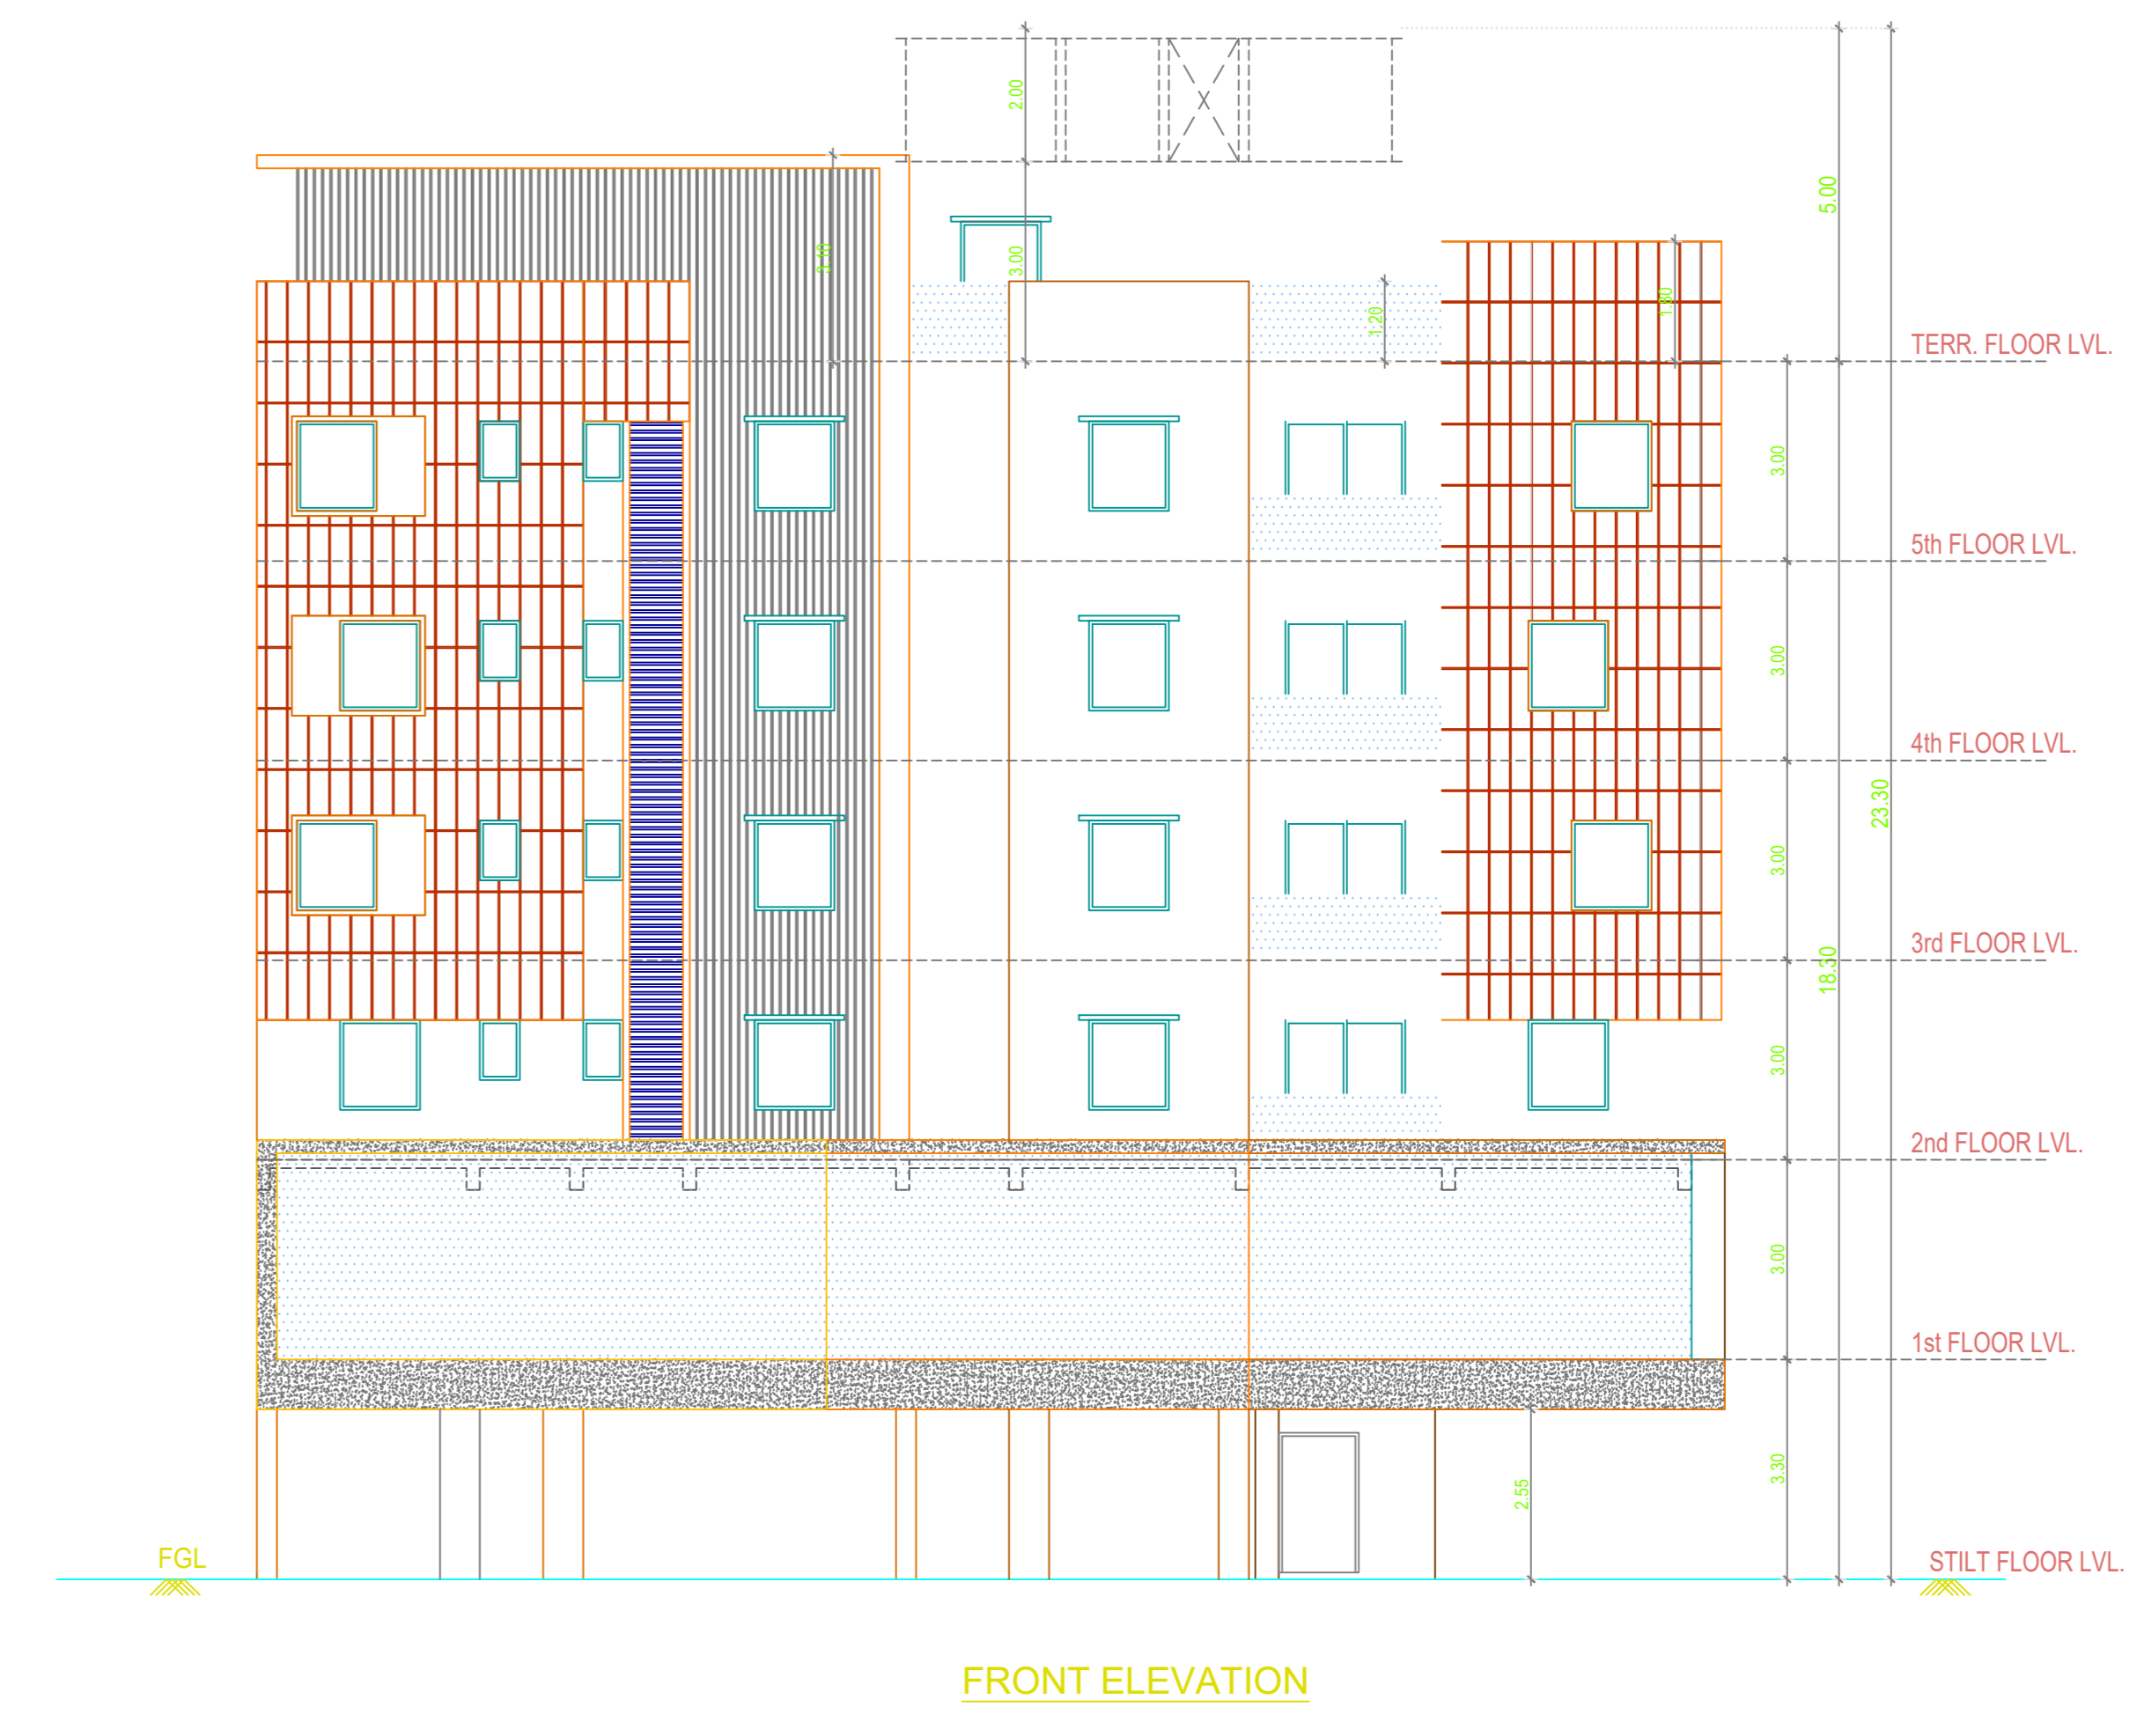 2.00
5.00
3.10
3.00
1.80
1.20
TERR. FLOOR LVL.
3.00
5th FLOOR LVL.
3.00
4th FLOOR LVL.
23.30
3.00
3rd FLOOR LVL.
18.30
3.00
2nd FLOOR LVL.
3.00
1st FLOOR LVL.
3.30
2.55
FGL
STILT FLOOR LVL.
FRONT ELEVATION